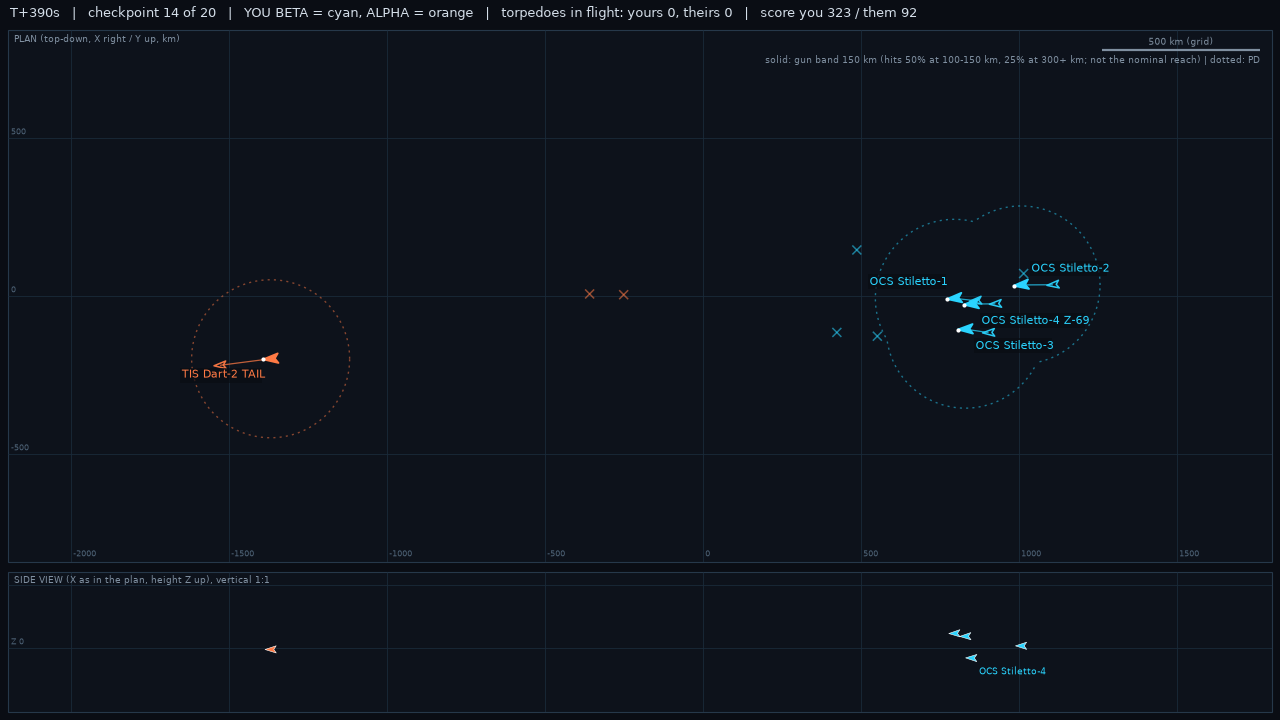 T+390s | checkpoint 14 of 20 | YOU BETA = cyan, ALPHA = orange | torpedoes in flight: yours 0, theirs 0 | score you 323 / them 92
PLAN (top-down, X right / Y up, km)
500 km (grid)
solid: gun band 150 km (hits 50% at 100-150 km, 25% at 300+ km; not the nominal reach) | dotted: PD
500
OCS Stiletto-2
OCS Stiletto-1
0
OCS Stiletto-4 Z-69
OCS Stiletto-3
TIS Dart-2 TAIL
-500
-2000
-1500
-1000
-500
0
500
1000
1500
SIDE VIEW (X as in the plan, height Z up), vertical 1:1
Z 0
OCS Stiletto-4